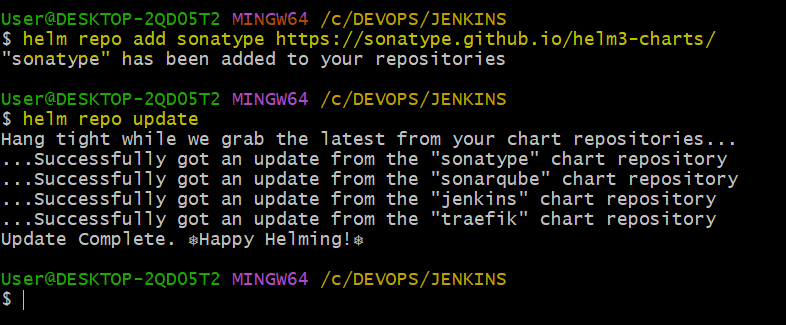 User@DESKTOP-2QDO5T2 MINGW64 /c/DEVOPS/JENKINS
$ helm repo add sonatype https://sonatype.github.io/helm3-charts/
"sonatype" has been added to your repositories
User@DESKTOP-2QDO5T2 MINGW64 /c/DEVOPS/JENKINS
$ helm repo update
Hang tight while we grab the latest from your chart repositories...
...Successfully got an update from the "sonatype" chart repository
...Successfully got an update from the "sonarqube" chart repository
...Successfully got an update from the "jenkins" chart repository
...Successfully got an update from the "traefik" chart repository
Update Complete. ⎈Happy Helming!⎈
User@DESKTOP-2QDO5T2 MINGW64 /c/DEVOPS/JENKINS
$